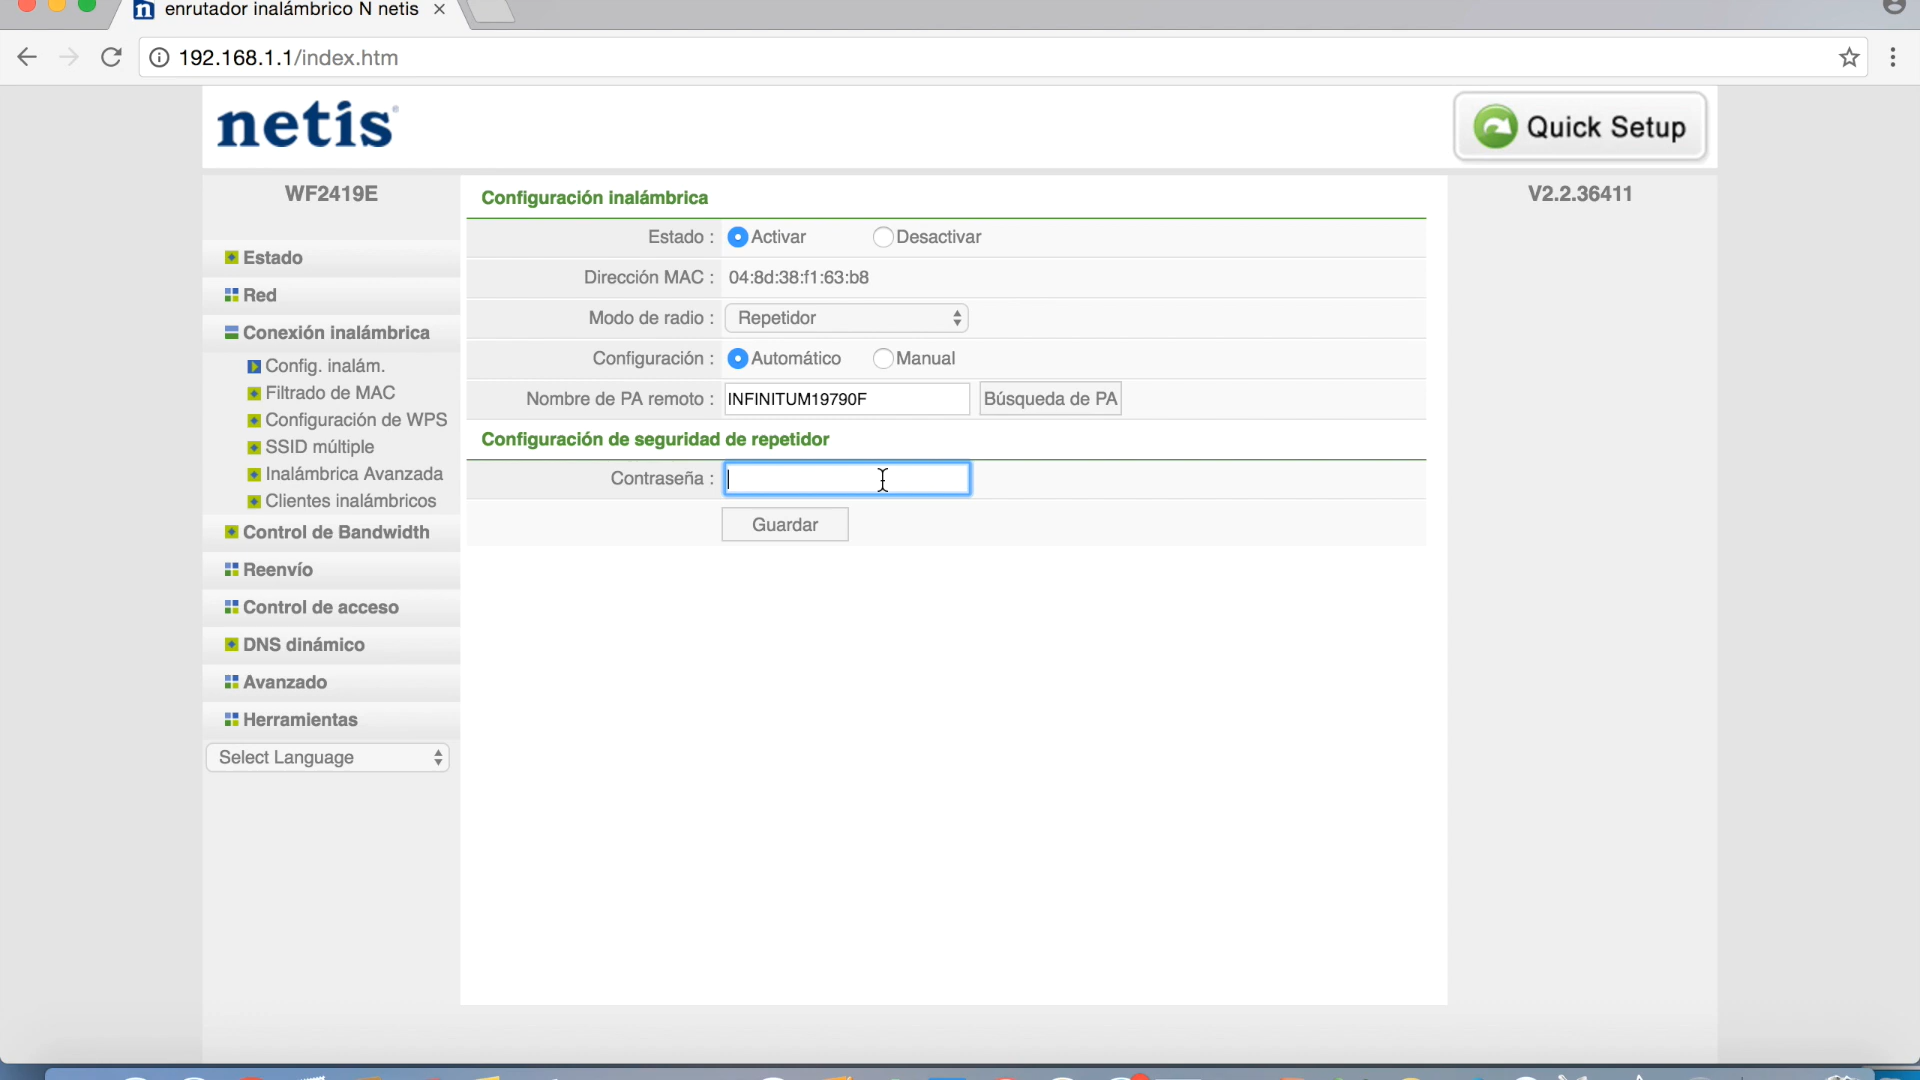 enrutador inalámbrico N netis
192.168.1.1/index.htm
netis
Quick Setup
WF2419E
V2.2.36411
Estado
Red
Conexión inalámbrica
Config. inalám.
Filtrado de MAC
Configuración de WPS
SSID múltiple
Inalámbrica Avanzada
Clientes inalámbricos
Control de Bandwidth
Reenvío
Control de acceso
DNS dinámico
Avanzado
Herramientas
Select Language
Configuración inalámbrica
Estado : Activar Desactivar
Dirección MAC : 04:8d:38:f1:63:b8
Modo de radio : Repetidor
Configuración : Automático Manual
Nombre de PA remoto : INFINITUM19790F Búsqueda de PA
Configuración de seguridad de repetidor
Contraseña :
Guardar